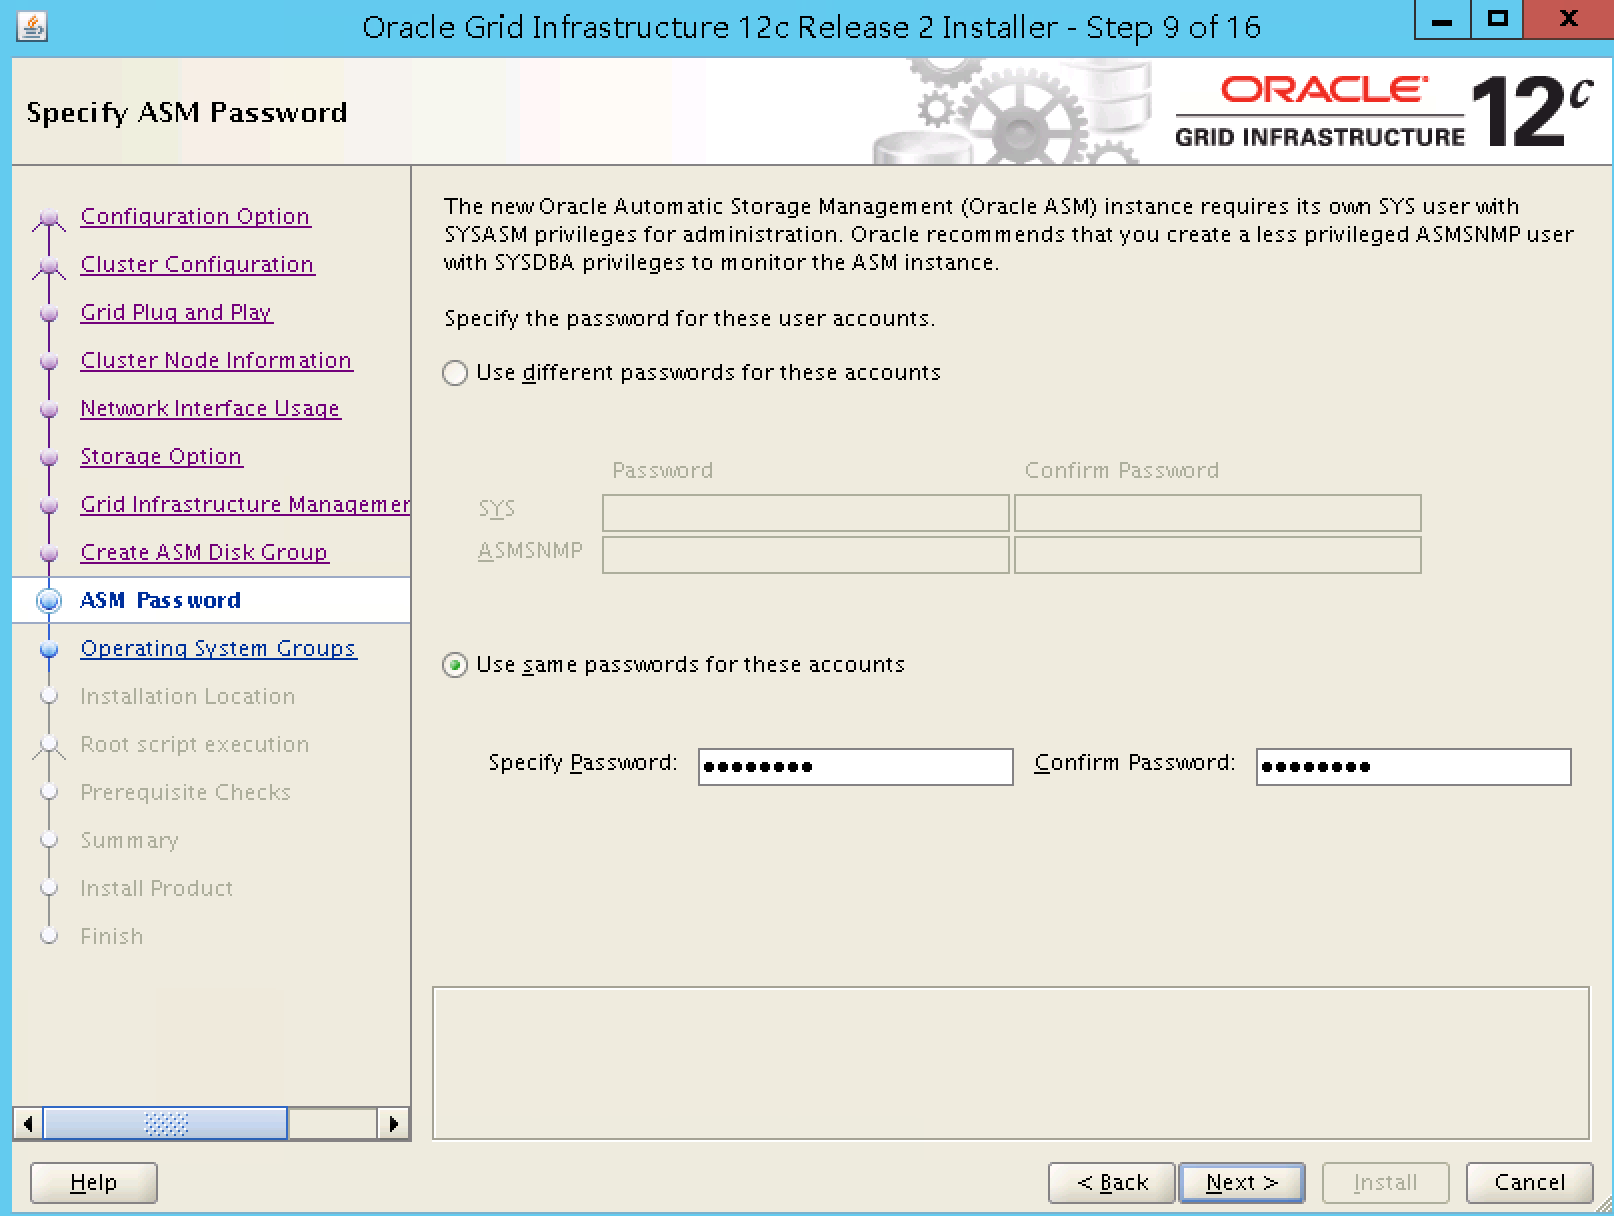 Oracle Grid Infrastructure 12c Release 2 Installer - Step 9 of 16
X
Specify ASM Password
ORACLE
GRID INFRASTRUCTURE
12c
Configuration Option
Cluster Configuration
Grid Plug and Play
Cluster Node Information
Network Interface Usage
Storage Option
Grid Infrastructure Managemer
Create ASM Disk Group
ASM Password
Operating System Groups
Installation Location
Root script execution
Prerequisite Checks
Summary
Install Product
Finish
The new Oracle Automatic Storage Management (Oracle ASM) instance requires its own SYS user with
SYSASM privileges for administration. Oracle recommends that you create a less privileged ASMSNMP user
with SYSDBA privileges to monitor the ASM instance.
Specify the password for these user accounts.
Use different passwords for these accounts
Password Confirm Password
SYS
ASMSNMP
Use same passwords for these accounts
Specify Password: •••••••• Confirm Password: ••••••••
Help < Back Next > Install Cancel